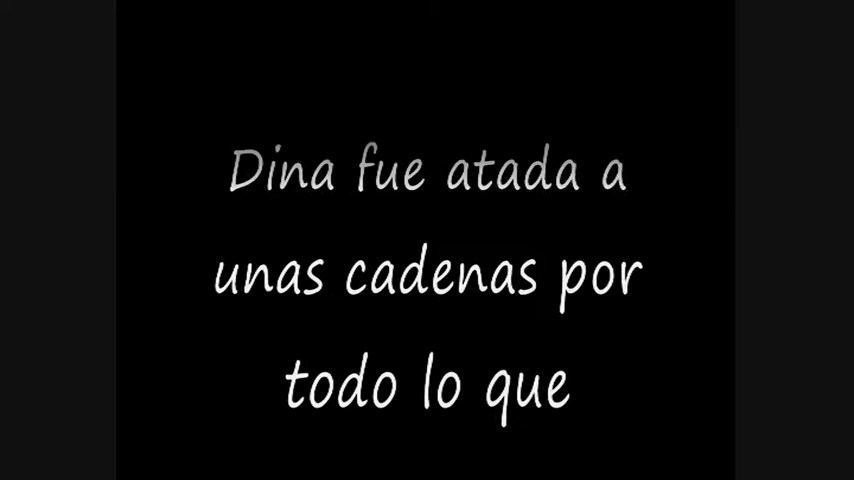 Dina fue atada a
unas cadenas por
todo lo que